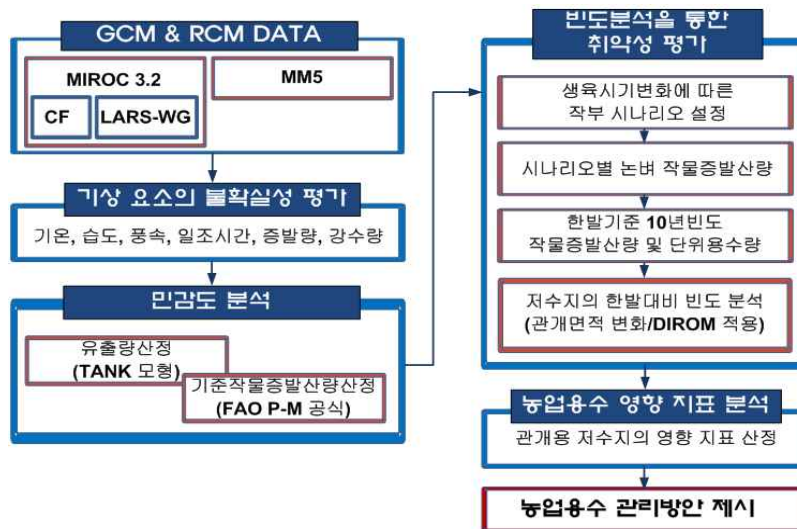 GCM & RCM DATA
MIROC 3.2
MM5
CF
LARS-WG
기상 요소의 불확실성 평가
기온, 습도, 풍속, 일조시간, 증발량, 강수량
민감도 분석
유출량산정
(TANK 모형)
기준작물증발산량산정
(FAO P-M 공식)
빈도분석을 통한
취약성 평가
생육시기변화에 따른
작부 시나리오 설정
시나리오별 논벼 작물증발산량
한발기준 10년빈도
작물증발산량 및 단위용수량
저수지의 한발대비 빈도 분석
(관개면적 변화/DIROM 적용)
농업용수 영향 지표 분석
관개용 저수지의 영향 지표 산정
농업용수 관리방안 제시